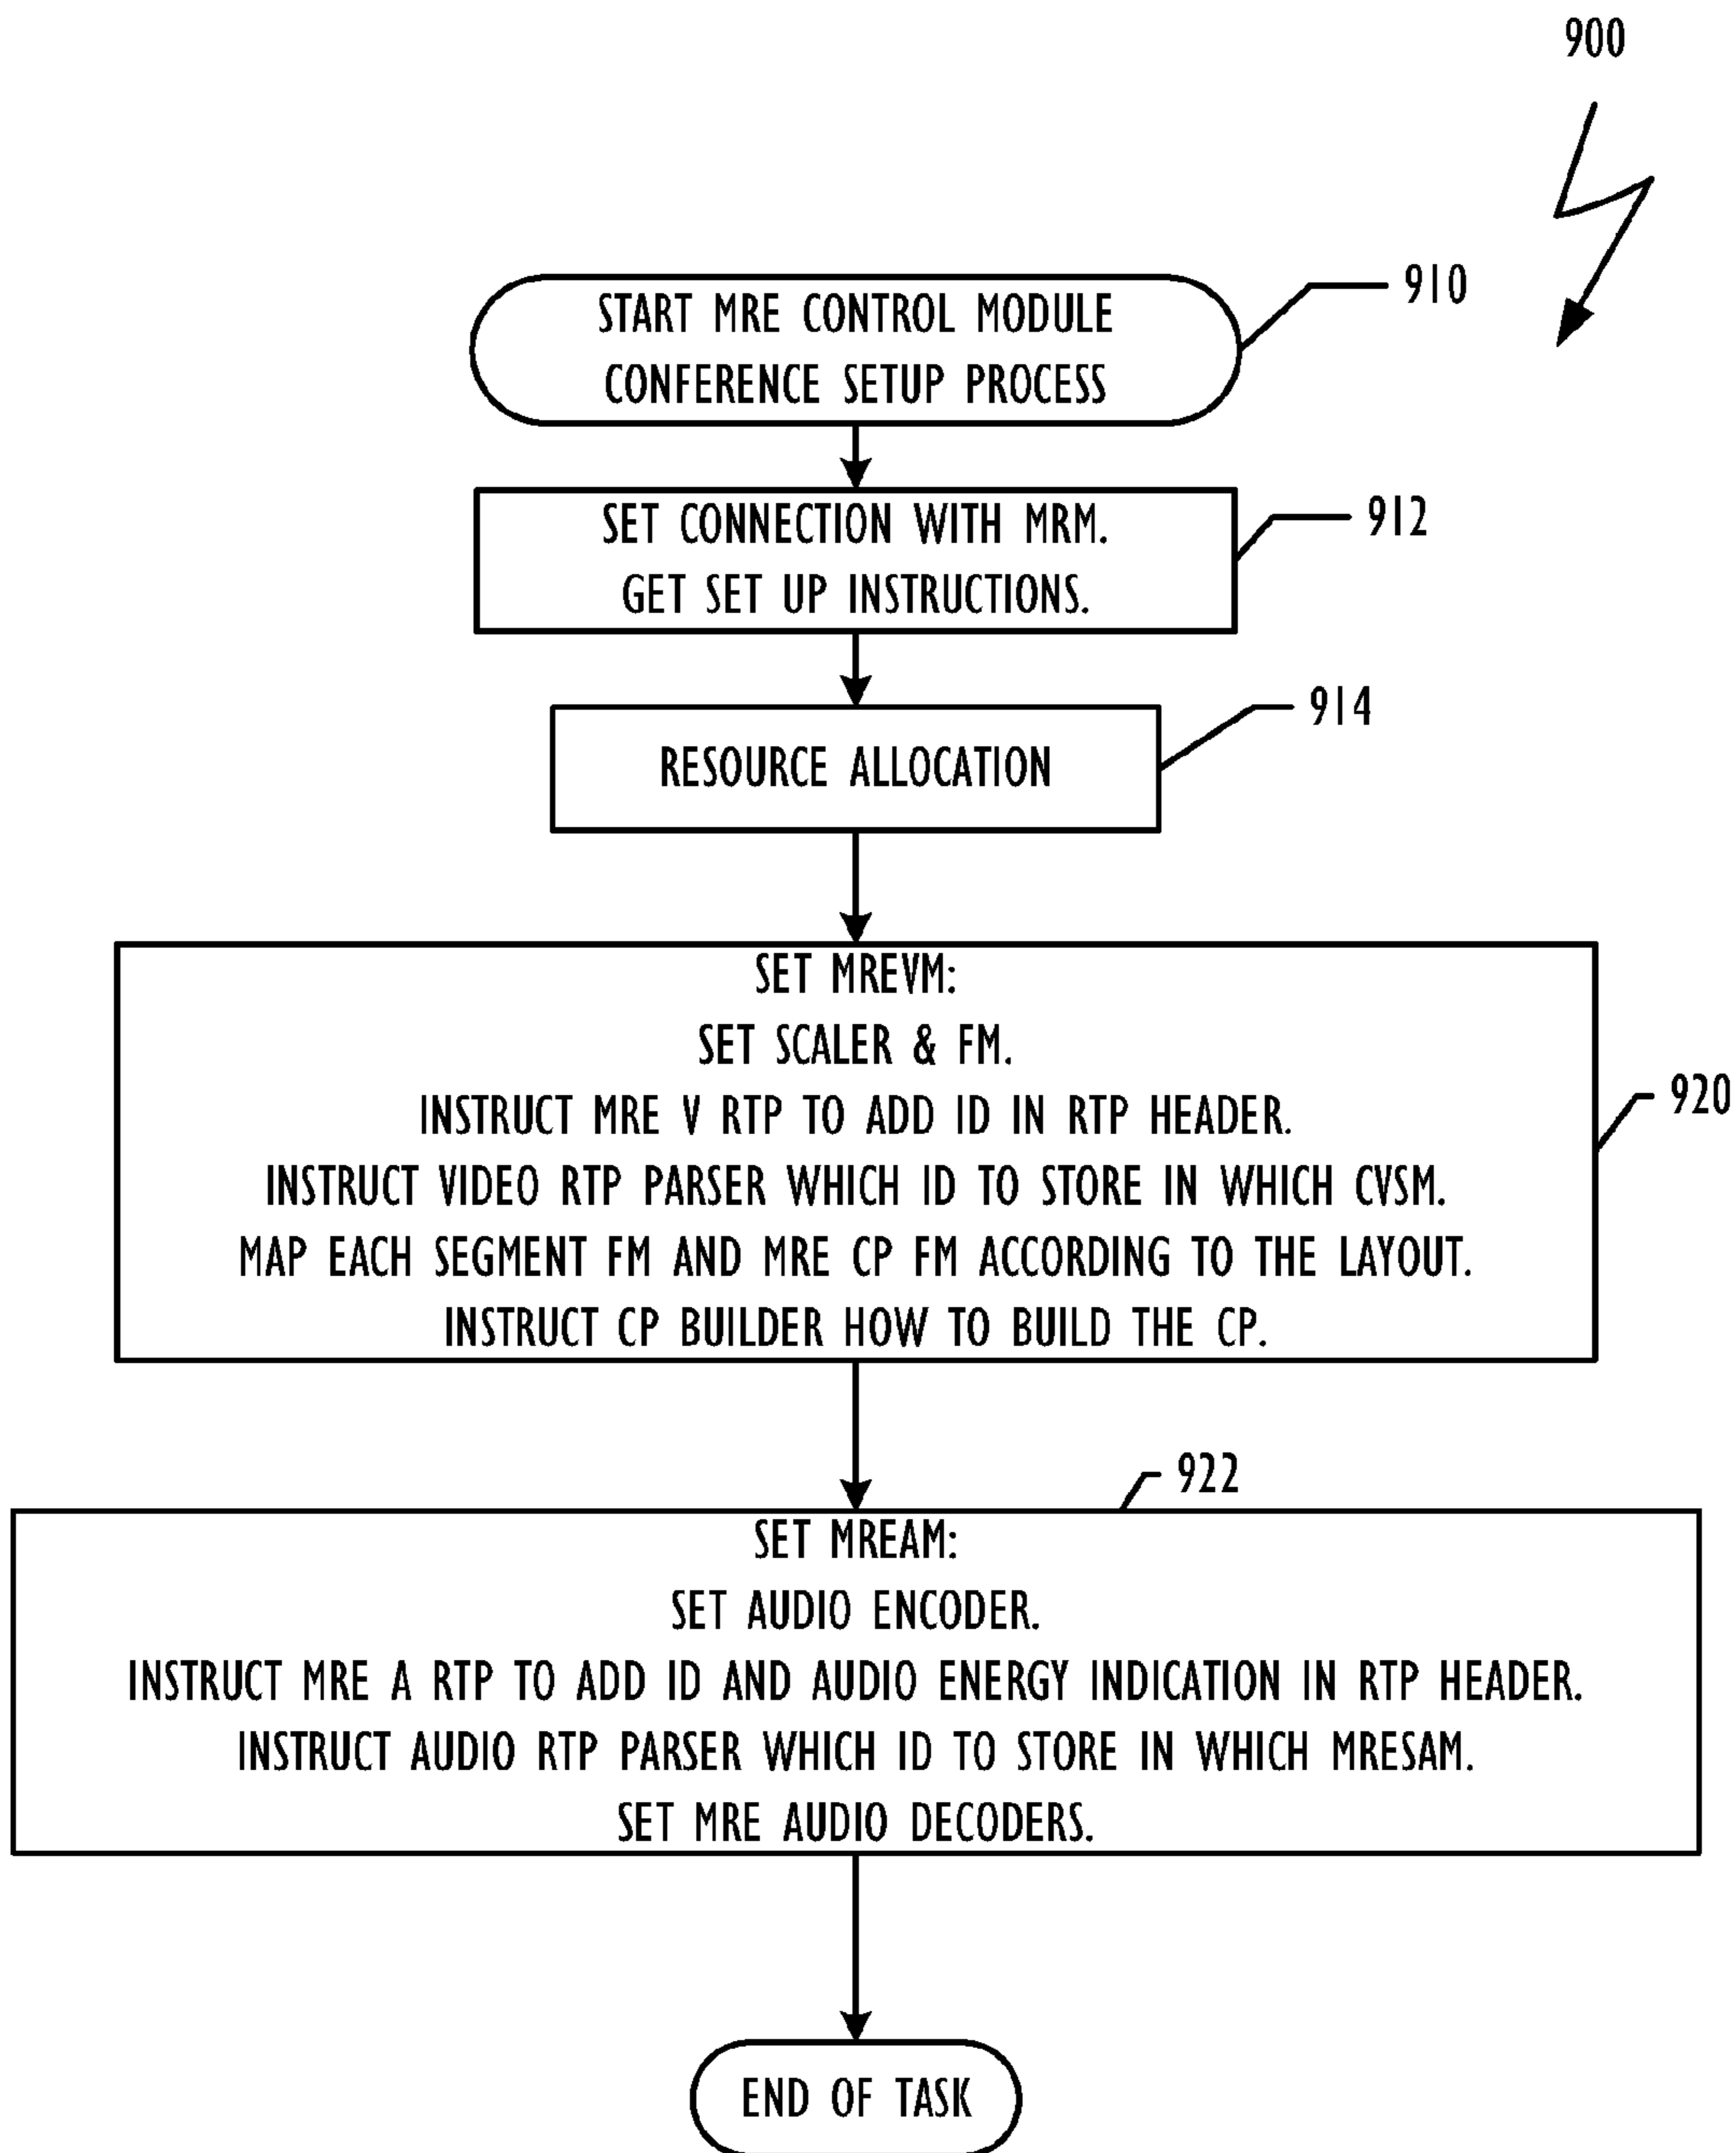 900
START MRE CONTROL MODULE
CONFERENCE SETUP PROCESS
910
SET CONNECTION WITH MRM.
GET SET UP INSTRUCTIONS.
912
RESOURCE ALLOCATION
914
SET MREVM:
SET SCALER & FM.
INSTRUCT MRE V RTP TO ADD ID IN RTP HEADER.
INSTRUCT VIDEO RTP PARSER WHICH ID TO STORE IN WHICH CVSM.
MAP EACH SEGMENT FM AND MRE CP FM ACCORDING TO THE LAYOUT.
INSTRUCT CP BUILDER HOW TO BUILD THE CP.
920
922
SET MREAM:
SET AUDIO ENCODER.
INSTRUCT MRE A RTP TO ADD ID AND AUDIO ENERGY INDICATION IN RTP HEADER.
INSTRUCT AUDIO RTP PARSER WHICH ID TO STORE IN WHICH MRESAM.
SET MRE AUDIO DECODERS.
END OF TASK